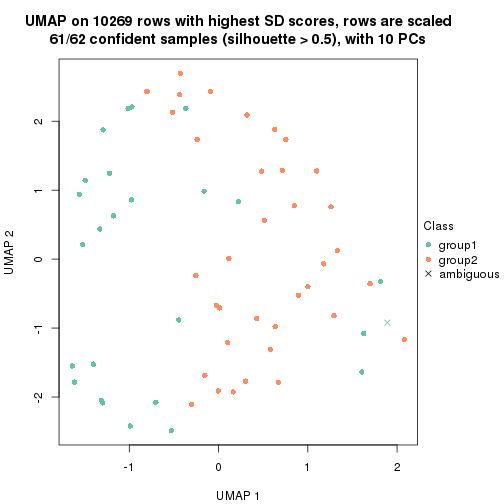 UMAP on 10269 rows with highest SD scores, rows are scaled
61/62 confident samples (silhouette > 0.5), with 10 PCs
UMAP 2
2
1
0
-1
-2
-1
0
1
2
UMAP 1
Class
group1
group2
ambiguous